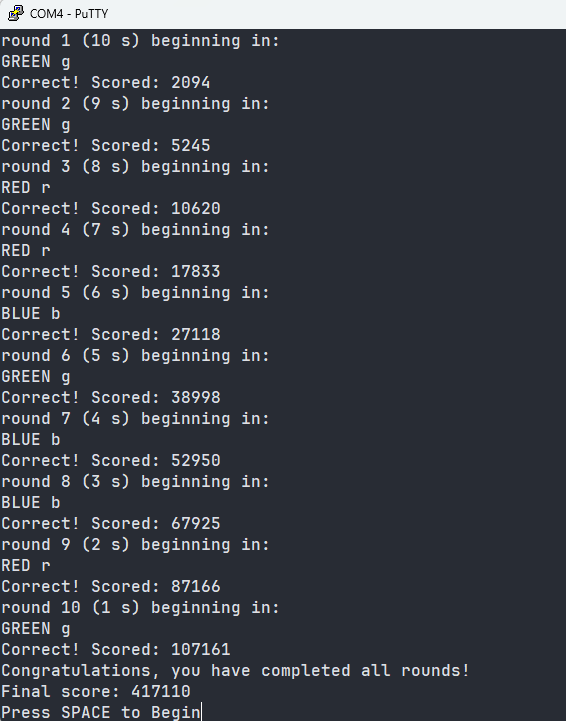 COM4 - PuTTY
round 1 (10 s) beginning in:
GREEN g
Correct! Scored: 2094
round 2 (9 s) beginning in:
GREEN g
Correct! Scored: 5245
round 3 (8 s) beginning in:
RED r
Correct! Scored: 10620
round 4 (7 s) beginning in:
RED r
Correct! Scored: 17833
round 5 (6 s) beginning in:
BLUE b
Correct! Scored: 27118
round 6 (5 s) beginning in:
GREEN g
Correct! Scored: 38998
round 7 (4 s) beginning in:
BLUE b
Correct! Scored: 52950
round 8 (3 s) beginning in:
BLUE b
Correct! Scored: 67925
round 9 (2 s) beginning in:
RED r
Correct! Scored: 87166
round 10 (1 s) beginning in:
GREEN g
Correct! Scored: 107161
Congratulations, you have completed all rounds!
Final score: 417110
Press SPACE to Begin